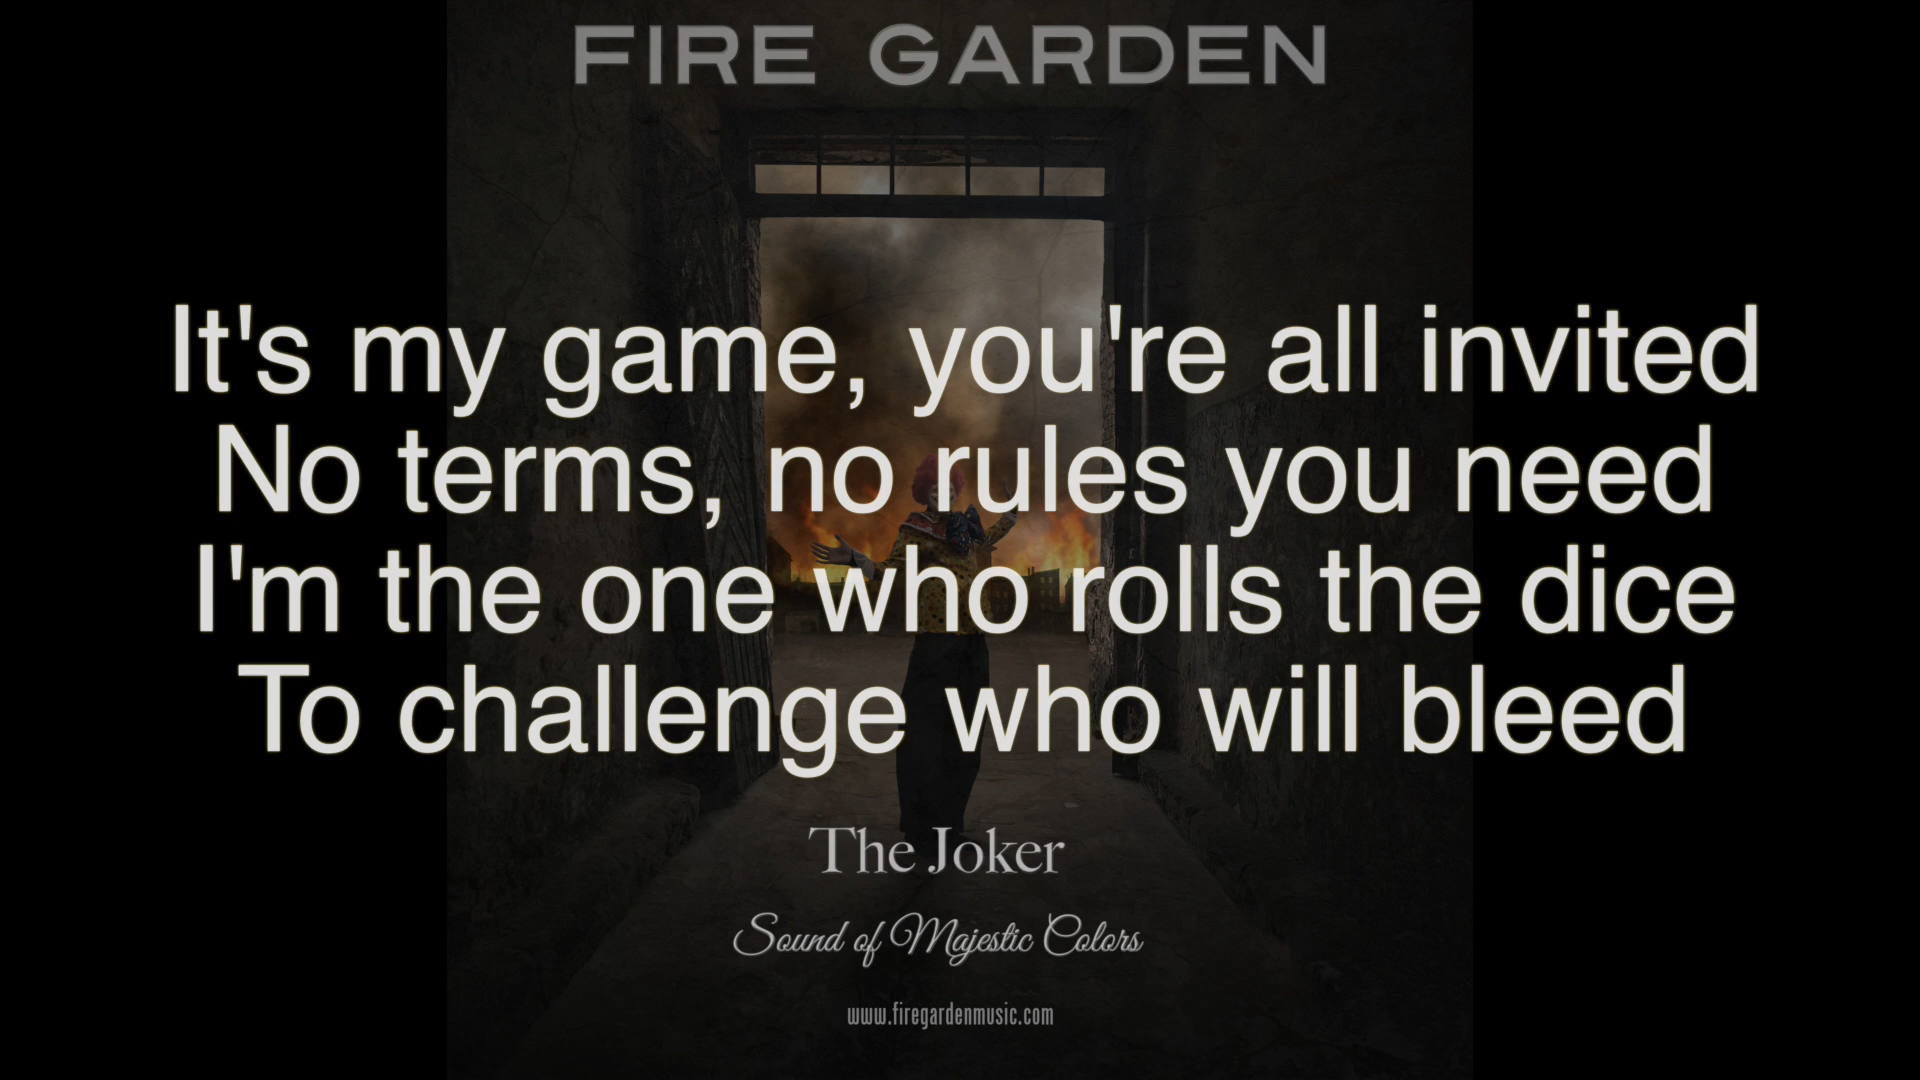 FIRE GARDEN
It's my game, you're all invited
No terms, no rules you need
I'm the one who rolls the dice
To challenge who will bleed
The Joker
Sound of Majestic Colors
www.firegardenmusic.com